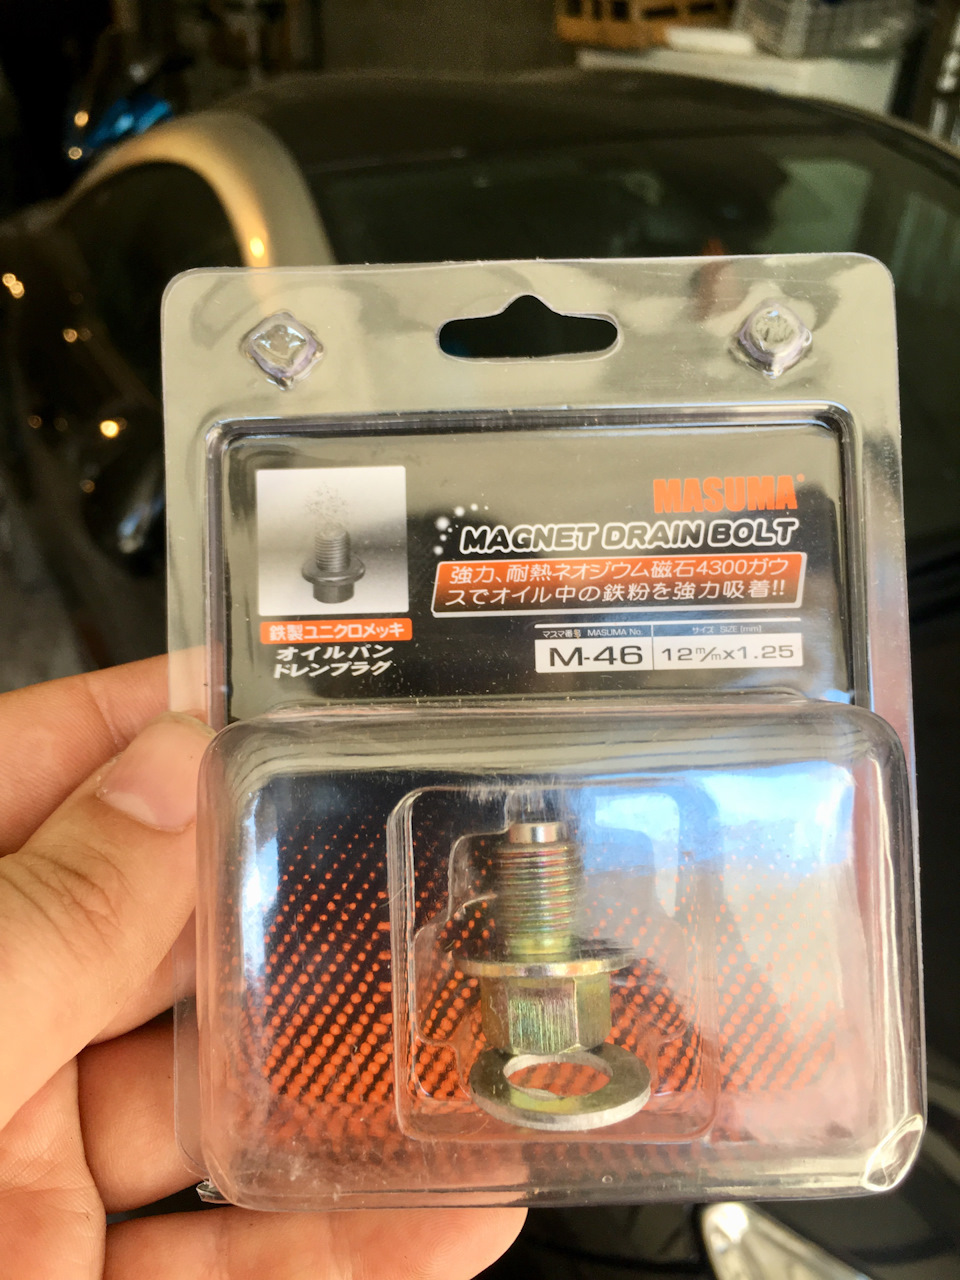 MASUMA
MAGNET DRAIN BOLT
強力、耐熱ネオジウム磁石4300ガウ
スでオイル中の鉄粉を強力吸着!!
鉄製ユニクロメッキ
オイルパン
ドレンプラグ
マスマ番号 MASUMA No.
サイズ SIZE (mm)
M-46
12m/m×1.25